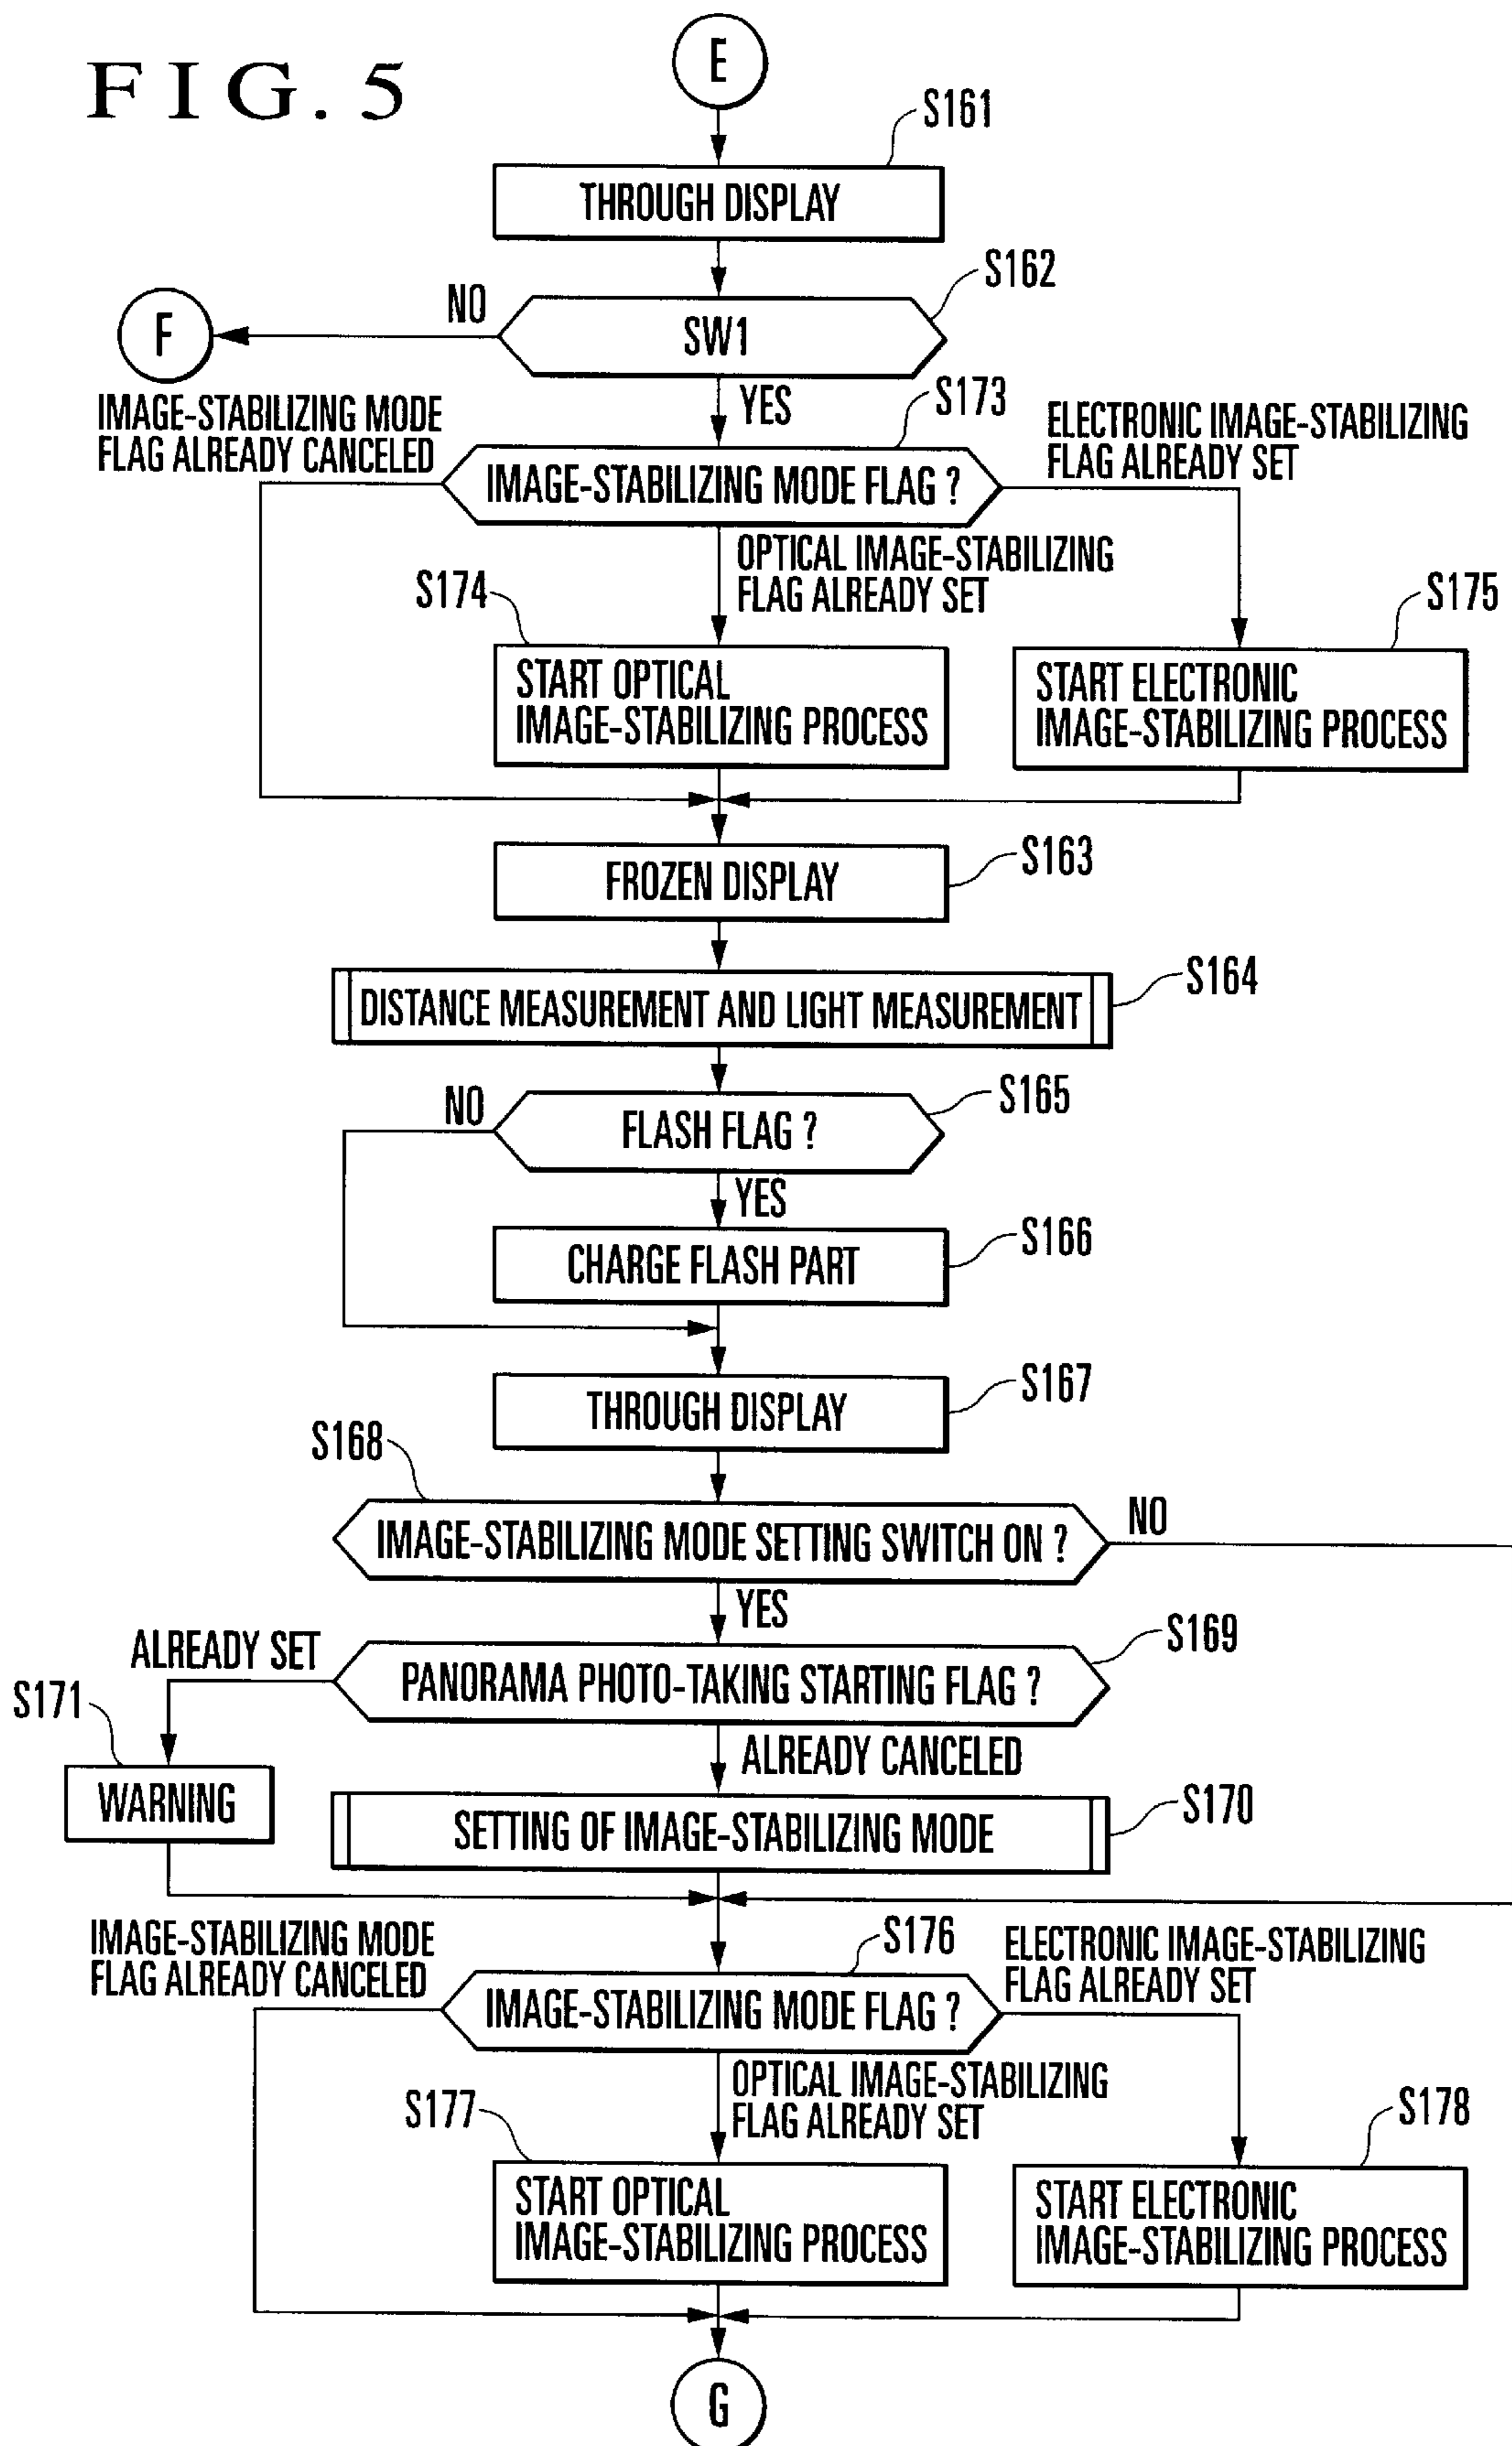 FIG. 5
E
S161
THROUGH DISPLAY
S162
NO
SW1
F
YES
S173
IMAGE-STABILIZING MODE
FLAG ALREADY CANCELED
IMAGE-STABILIZING MODE FLAG ?
ELECTRONIC IMAGE-STABILIZING
FLAG ALREADY SET
OPTICAL IMAGE-STABILIZING
FLAG ALREADY SET
S174
START OPTICAL
IMAGE-STABILIZING PROCESS
S175
START ELECTRONIC
IMAGE-STABILIZING PROCESS
S163
FROZEN DISPLAY
S164
DISTANCE MEASUREMENT AND LIGHT MEASUREMENT
S165
NO
FLASH FLAG ?
YES
S166
CHARGE FLASH PART
S167
THROUGH DISPLAY
S168
IMAGE-STABILIZING MODE SETTING SWITCH ON ?
NO
YES
S169
ALREADY SET
PANORAMA PHOTO-TAKING STARTING FLAG ?
S171
WARNING
ALREADY CANCELED
S170
SETTING OF IMAGE-STABILIZING MODE
S176
IMAGE-STABILIZING MODE
FLAG ALREADY CANCELED
IMAGE-STABILIZING MODE FLAG ?
ELECTRONIC IMAGE-STABILIZING
FLAG ALREADY SET
OPTICAL IMAGE-STABILIZING
FLAG ALREADY SET
S177
START OPTICAL
IMAGE-STABILIZING PROCESS
S178
START ELECTRONIC
IMAGE-STABILIZING PROCESS
G